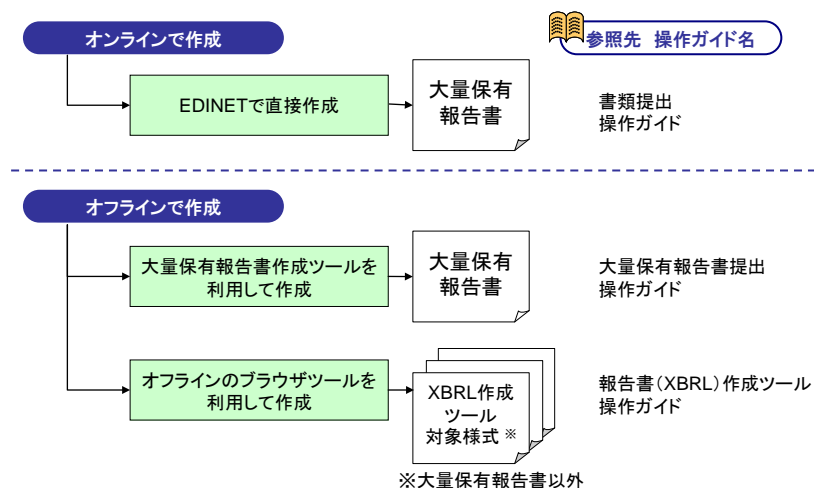 オンラインで作成
参照先 操作ガイド名
EDINETで直接作成
大量保有
報告書
書類提出
操作ガイド
オフラインで作成
大量保有報告書作成ツールを
利用して作成
大量保有
報告書
大量保有報告書提出
操作ガイド
オフラインのブラウザツールを
利用して作成
XBRL作成
ツール
対象様式 ※
報告書(XBRL)作成ツール
操作ガイド
※大量保有報告書以外